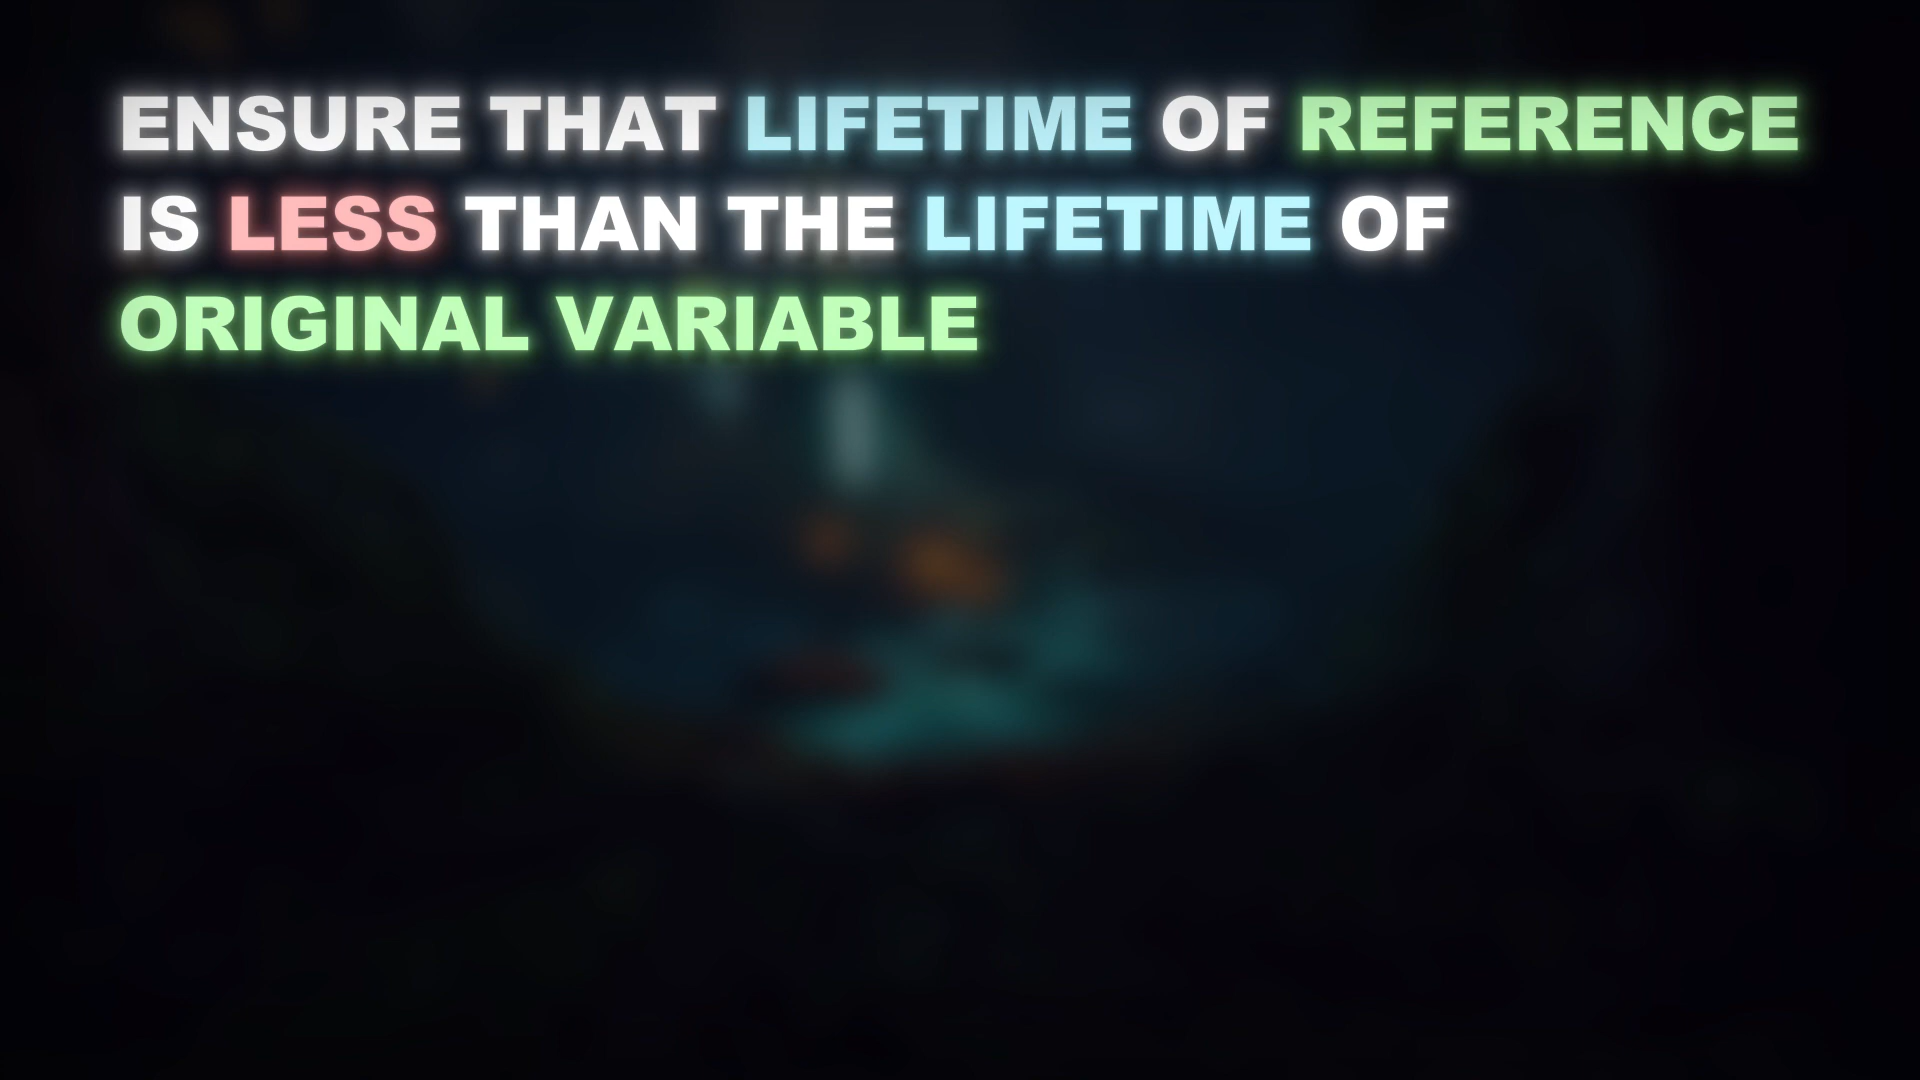 ENSURE THAT LIFETIME OF REFERENCE
IS LESS THAN THE LIFETIME OF
ORIGINAL VARIABLE